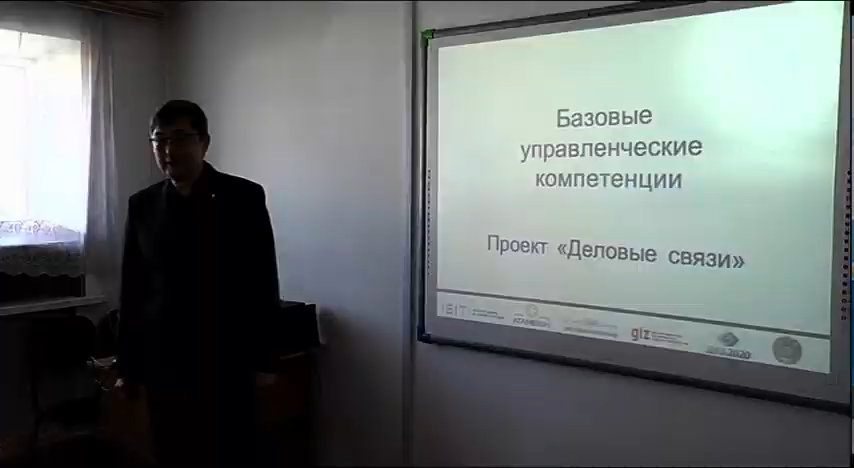 Базовые
управленческие
компетенции
Проект «Деловые связи»
giz